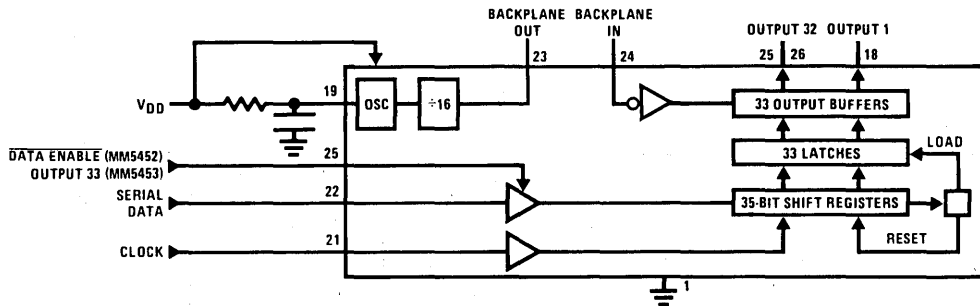 BACKPLANE OUT
BACKPLANE IN
OUTPUT 32 OUTPUT 1
23
24
25
26
18
V_DD
19
OSC
÷16
33 OUTPUT BUFFERS
LOAD
33 LATCHES
DATA ENABLE (MM5452)
OUTPUT 33 (MM5453)
25
SERIAL DATA
22
35-BIT SHIFT REGISTERS
RESET
CLOCK
21
1